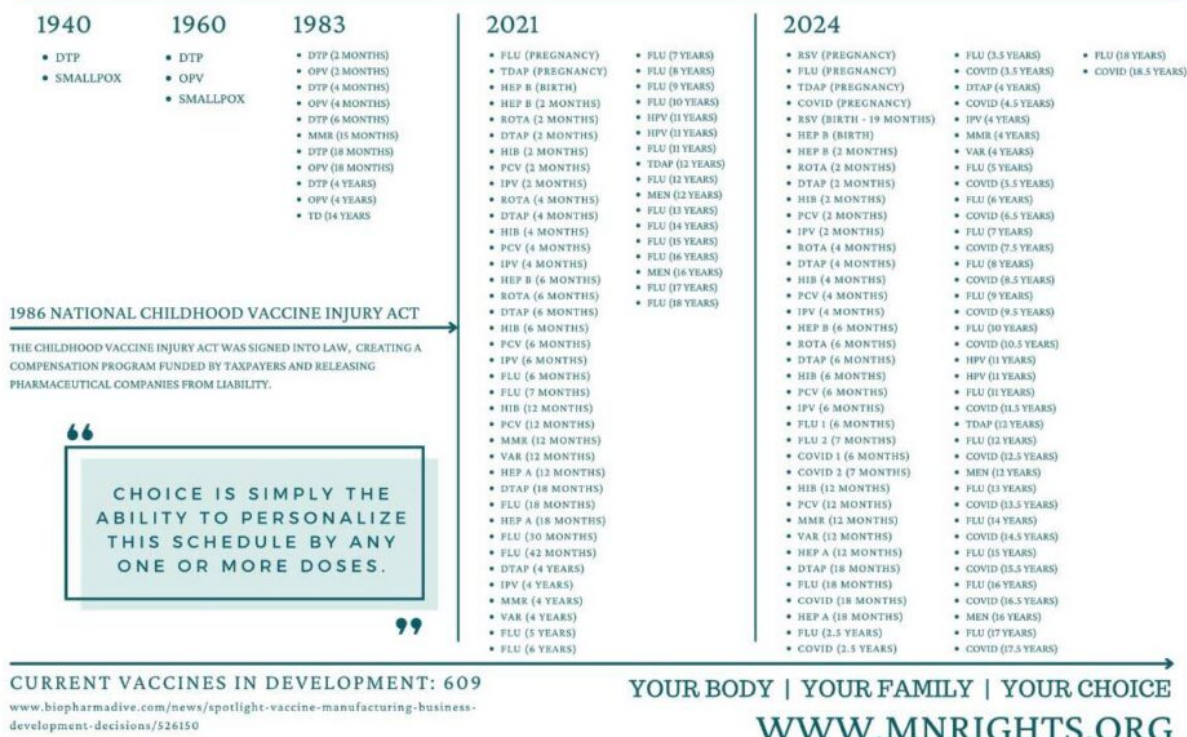 1940
• DTP
• SMALLPOX
1960
• DTP
• OPV
• SMALLPOX
1983
• DTP (2 MONTHS)
• OPV (2 MONTHS)
• DTP (4 MONTHS)
• OPV (4 MONTHS)
• DTP (6 MONTHS)
• MMR (15 MONTHS)
• DTP (18 MONTHS)
• OPV (18 MONTHS)
• DTP (4 YEARS)
• OPV (4 YEARS)
• TD (14 YEARS
1986 NATIONAL CHILDHOOD VACCINE INJURY ACT
THE CHILDHOOD VACCINE INJURY ACT WAS SIGNED INTO LAW, CREATING A
COMPENSATION PROGRAM FUNDED BY TAXPAYERS AND RELEASING
PHARMACEUTICAL COMPANIES FROM LIABILITY.
“
CHOICE IS SIMPLY THE
ABILITY TO PERSONALIZE
THIS SCHEDULE BY ANY
ONE OR MORE DOSES.
”
2021
• FLU (PREGNANCY)
• TDAP (PREGNANCY)
• HEP B (BIRTH)
• HEP B (2 MONTHS)
• ROTA (2 MONTHS)
• DTAP (2 MONTHS)
• HIB (2 MONTHS)
• PCV (2 MONTHS)
• IPV (2 MONTHS)
• ROTA (4 MONTHS)
• DTAP (4 MONTHS)
• HIB (4 MONTHS)
• PCV (4 MONTHS)
• IPV (4 MONTHS)
• HEP B (6 MONTHS)
• ROTA (6 MONTHS)
• DTAP (6 MONTHS)
• HIB (6 MONTHS)
• PCV (6 MONTHS)
• IPV (6 MONTHS)
• FLU (6 MONTHS)
• FLU (7 MONTHS)
• HIB (12 MONTHS)
• PCV (12 MONTHS)
• MMR (12 MONTHS)
• VAR (12 MONTHS)
• HEP A (12 MONTHS)
• DTAP (18 MONTHS)
• FLU (18 MONTHS)
• HEP A (18 MONTHS)
• FLU (30 MONTHS)
• FLU (42 MONTHS)
• DTAP (4 YEARS)
• IPV (4 YEARS)
• MMR (4 YEARS)
• VAR (4 YEARS)
• FLU (5 YEARS)
• FLU (6 YEARS)
• FLU (7 YEARS)
• FLU (8 YEARS)
• FLU (9 YEARS)
• FLU (10 YEARS)
• HPV (11 YEARS)
• HPV (11 YEARS)
• FLU (11 YEARS)
• TDAP (12 YEARS)
• FLU (12 YEARS)
• MEN (12 YEARS)
• FLU (13 YEARS)
• FLU (14 YEARS)
• FLU (15 YEARS)
• FLU (16 YEARS)
• MEN (16 YEARS)
• FLU (17 YEARS)
• FLU (18 YEARS)
2024
• RSV (PREGNANCY)
• FLU (PREGNANCY)
• TDAP (PREGNANCY)
• COVID (PREGNANCY)
• RSV (BIRTH - 19 MONTHS)
• HEP B (BIRTH)
• HEP B (2 MONTHS)
• ROTA (2 MONTHS)
• DTAP (2 MONTHS)
• HIB (2 MONTHS)
• PCV (2 MONTHS)
• IPV (2 MONTHS)
• ROTA (4 MONTHS)
• DTAP (4 MONTHS)
• HIB (4 MONTHS)
• PCV (4 MONTHS)
• IPV (4 MONTHS)
• HEP B (6 MONTHS)
• ROTA (6 MONTHS)
• DTAP (6 MONTHS)
• HIB (6 MONTHS)
• PCV (6 MONTHS)
• IPV (6 MONTHS)
• FLU 1 (6 MONTHS)
• FLU 2 (7 MONTHS)
• COVID 1 (6 MONTHS)
• COVID 2 (7 MONTHS)
• HIB (12 MONTHS)
• PCV (12 MONTHS)
• MMR (12 MONTHS)
• VAR (12 MONTHS)
• HEP A (12 MONTHS)
• DTAP (18 MONTHS)
• FLU (18 MONTHS)
• COVID (18 MONTHS)
• HEP A (18 MONTHS)
• FLU (2.5 YEARS)
• COVID (2.5 YEARS)
• FLU (3.5 YEARS)
• COVID (3.5 YEARS)
• DTAP (4 YEARS)
• COVID (4.5 YEARS)
• IPV (4 YEARS)
• MMR (4 YEARS)
• VAR (4 YEARS)
• FLU (5 YEARS)
• COVID (5.5 YEARS)
• FLU (6 YEARS)
• COVID (6.5 YEARS)
• FLU (7 YEARS)
• COVID (7.5 YEARS)
• FLU (8 YEARS)
• COVID (8.5 YEARS)
• FLU (9 YEARS)
• COVID (9.5 YEARS)
• FLU (10 YEARS)
• COVID (10.5 YEARS)
• HPV (11 YEARS)
• HPV (11 YEARS)
• FLU (11 YEARS)
• COVID (11.5 YEARS)
• TDAP (12 YEARS)
• FLU (12 YEARS)
• COVID (12.5 YEARS)
• MEN (12 YEARS)
• FLU (13 YEARS)
• COVID (13.5 YEARS)
• FLU (14 YEARS)
• COVID (14.5 YEARS)
• FLU (15 YEARS)
• COVID (15.5 YEARS)
• FLU (16 YEARS)
• COVID (16.5 YEARS)
• MEN (16 YEARS)
• FLU (17 YEARS)
• COVID (17.5 YEARS)
• FLU (18 YEARS)
• COVID (18.5 YEARS)
CURRENT VACCINES IN DEVELOPMENT: 609
www.biopharmadive.com/news/spotlight-vaccine-manufacturing-business-
development-decisions/526150
YOUR BODY | YOUR FAMILY | YOUR CHOICE
WWW.MNRIGHTS.ORG